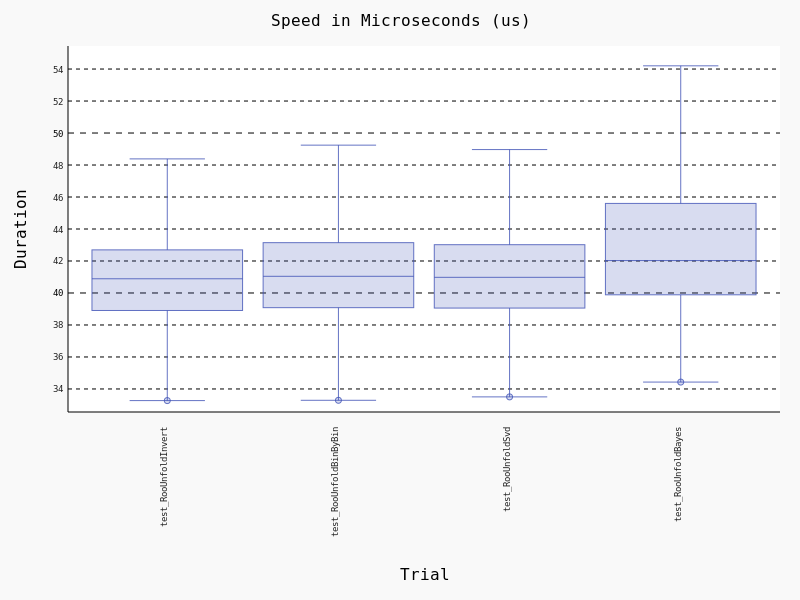 Speed in Microseconds (us)
Duration
54
52
50
48
46
44
42
40
38
36
34
test_RooUnfoldInvert
test_RooUnfoldBinByBin
test_RooUnfoldSvd
test_RooUnfoldBayes
Trial